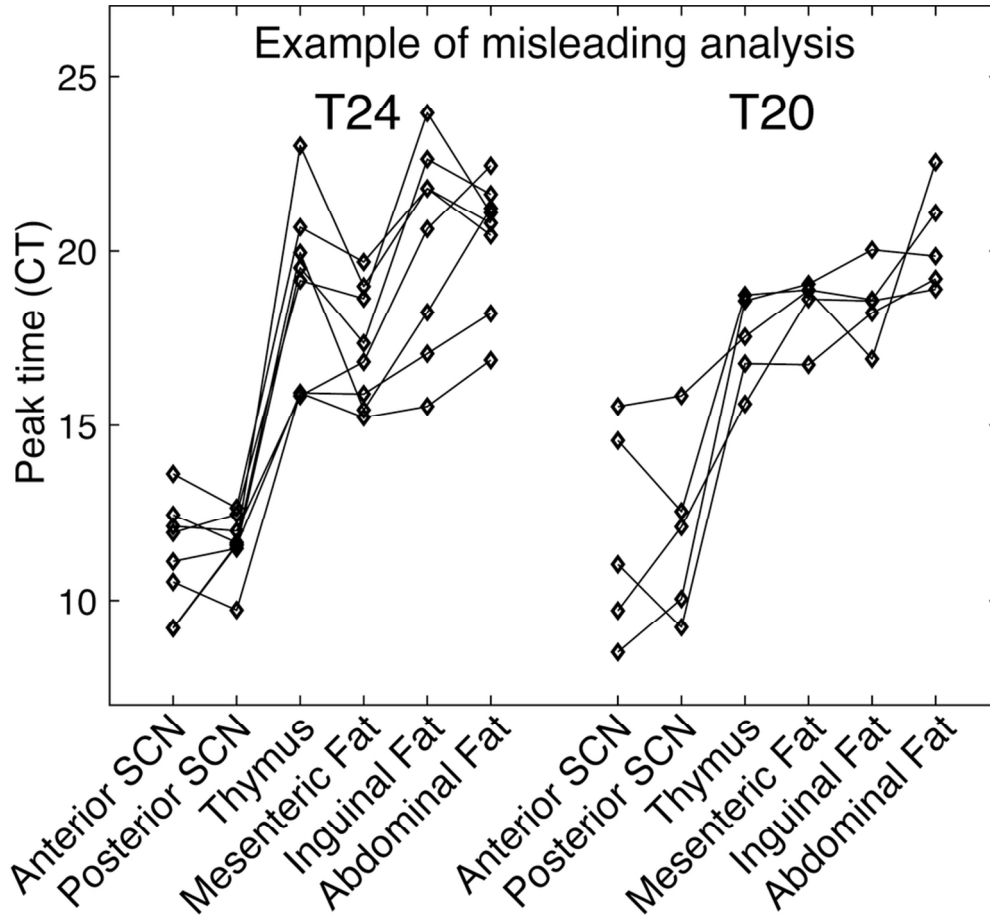 Example of misleading analysis
T24 T20
Peak time (CT)
25
20
15
10
Anterior SCN
Posterior SCN
Thymus
Mesenteric Fat
Inguinal Fat
Abdominal Fat
Anterior SCN
Posterior SCN
Thymus
Mesenteric Fat
Inguinal Fat
Abdominal Fat